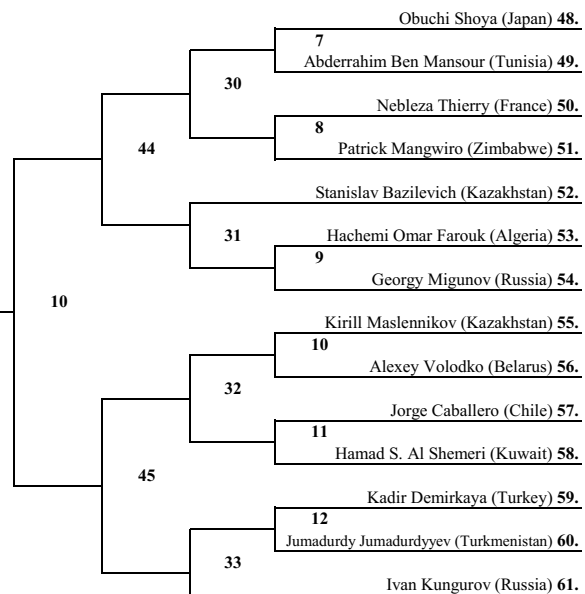 Obuchi Shoya (Japan) 48.
7
Abderrahim Ben Mansour (Tunisia) 49.
30
Nebleza Thierry (France) 50.
8
44
Patrick Mangwiro (Zimbabwe) 51.
Stanislav Bazilevich (Kazakhstan) 52.
31
Hachemi Omar Farouk (Algeria) 53.
9
Georgy Migunov (Russia) 54.
10
Kirill Maslennikov (Kazakhstan) 55.
10
Alexey Volodko (Belarus) 56.
32
Jorge Caballero (Chile) 57.
11
Hamad S. Al Shemeri (Kuwait) 58.
45
Kadir Demirkaya (Turkey) 59.
12
Jumadurdy Jumadurdyyev (Turkmenistan) 60.
33
Ivan Kungurov (Russia) 61.